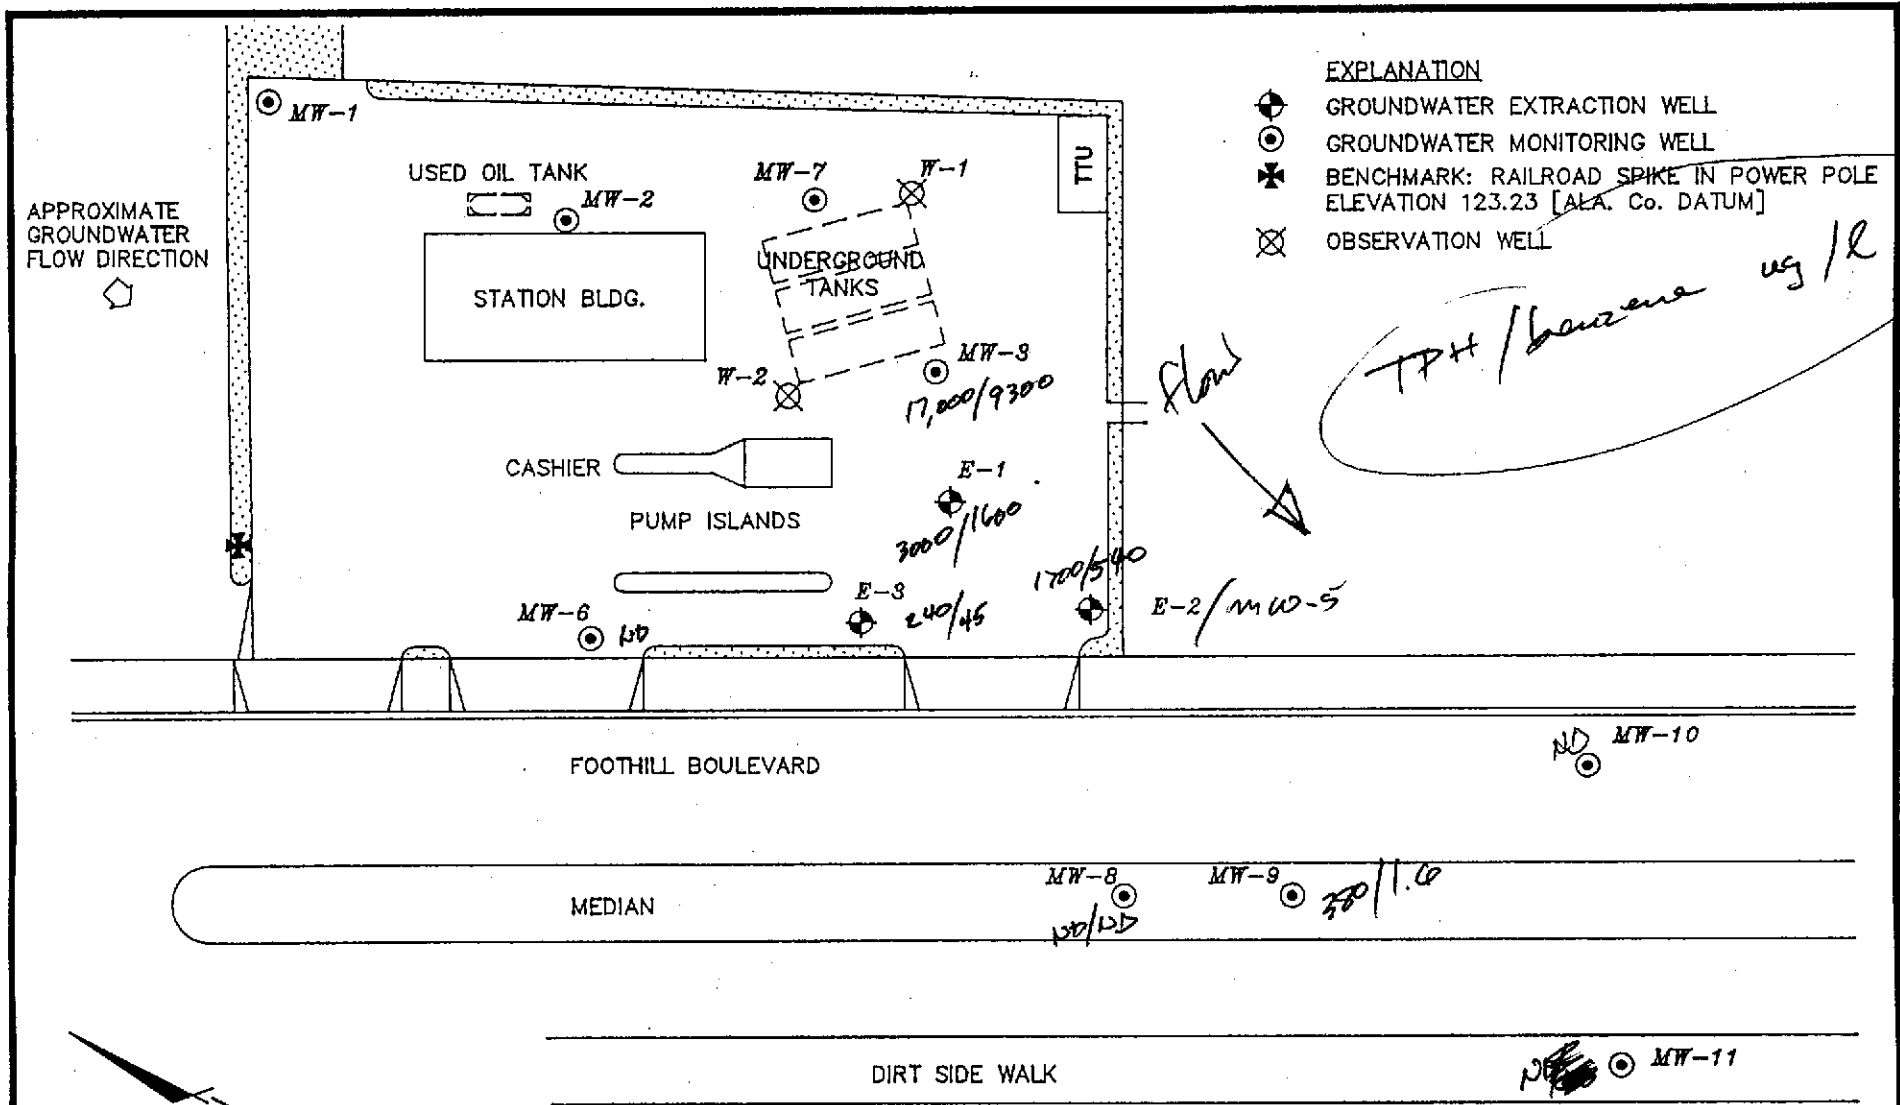 EXPLANATION
GROUNDWATER EXTRACTION WELL
GROUNDWATER MONITORING WELL
BENCHMARK: RAILROAD SPIKE IN POWER POLE
ELEVATION 123.23 [ALA. Co. DATUM]
OBSERVATION WELL
TPH/benzene ug/l
MW-1
USED OIL TANK
MW-2
MW-7
W-1
TTU
APPROXIMATE
GROUNDWATER
FLOW DIRECTION
STATION BLDG.
UNDERGROUND
TANKS
MW-3
17,000/9300
W-2
Flow
CASHIER
E-1
3000/1600
PUMP ISLANDS
1700/540
E-2/MW-5
E-3
240/45
MW-6
ND
FOOTHILL BOULEVARD
ND MW-10
MEDIAN
MW-8
ND/ND
MW-9
/1.6
DIRT SIDE WALK
MW-11